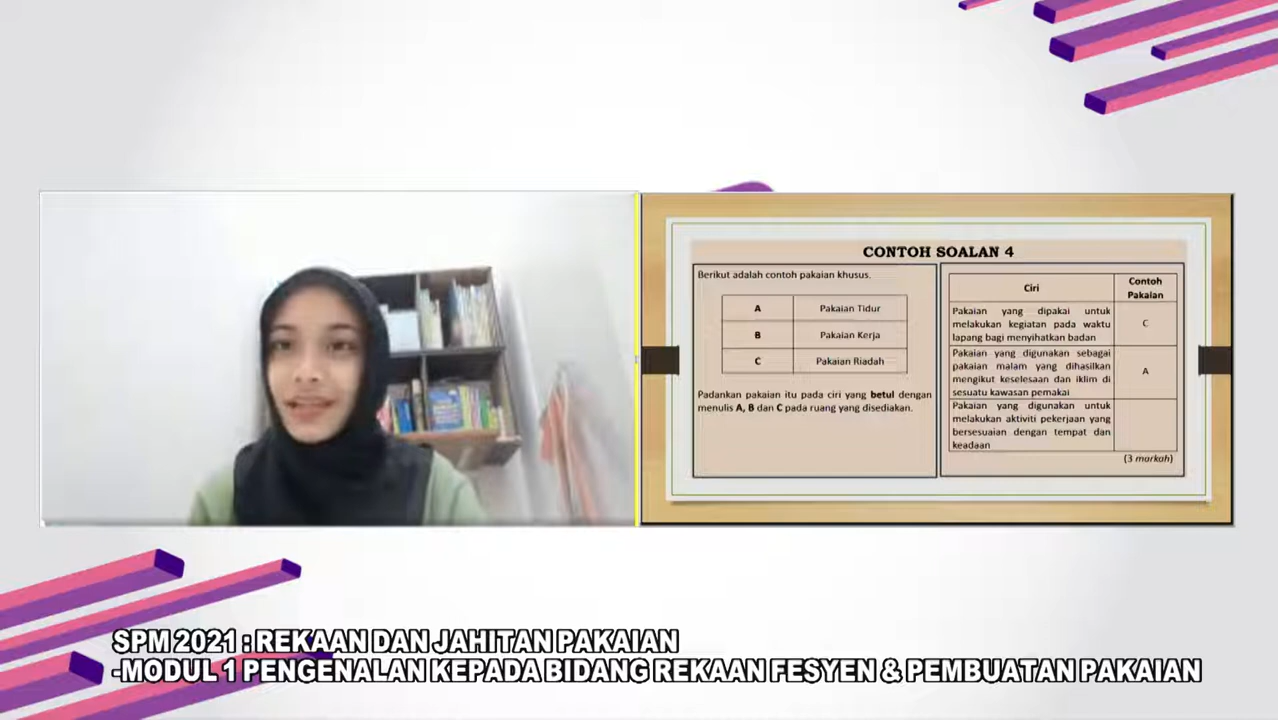 CONTOH SOALAN 4
Berikut adalah contoh pakaian khusus.
A Pakaian Tidur
B Pakaian Kerja
C Pakaian Riadah
Padankan pakaian itu pada ciri yang betul dengan
menulis A, B dan C pada ruang yang disediakan.
Ciri Contoh
Pakaian
Pakaian yang dipakai untuk
melakukan kegiatan pada waktu
lapang bagi menyihatkan badan
C
Pakaian yang digunakan sebagai
pakaian malam yang dihasilkan
mengikut keselesaan dan iklim di
sesuatu kawasan pemakai
A
Pakaian yang digunakan untuk
melakukan aktiviti pekerjaan yang
bersesuaian dengan tempat dan
keadaan
(3 markah)
SPM 2021 : REKAAN DAN JAHITAN PAKAIAN
-MODUL 1 PENGENALAN KEPADA BIDANG REKAAN FESYEN & PEMBUATAN PAKAIAN